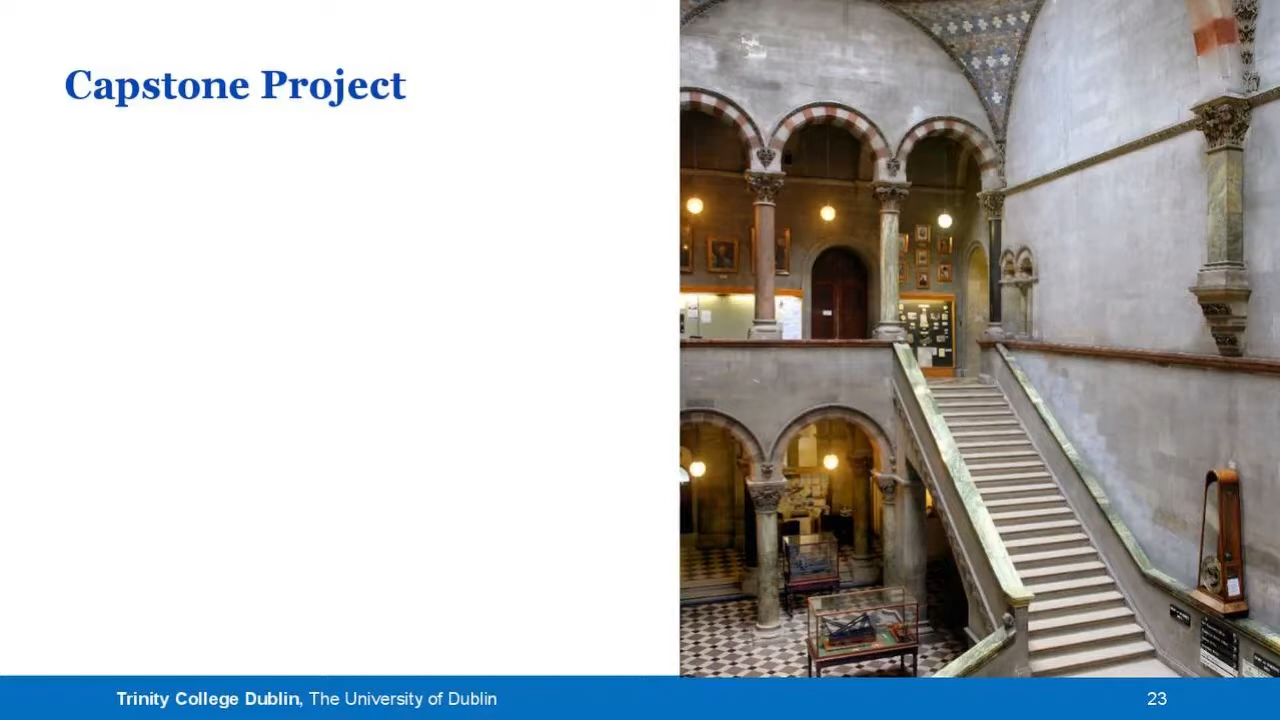 Capstone Project
Trinity College Dublin, The University of Dublin
23